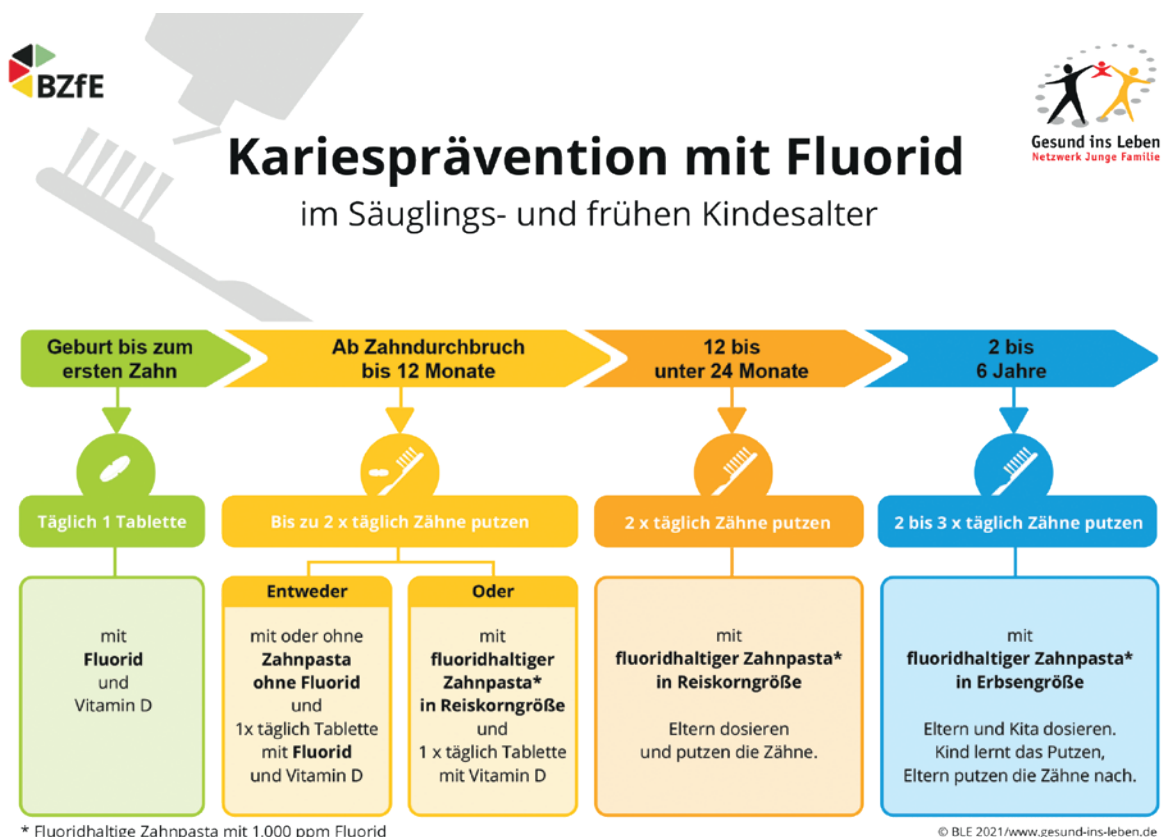 BZfE
Gesund ins Leben
Netzwerk Junge Familie
Kariesprävention mit Fluorid
im Säuglings- und frühen Kindesalter
Geburt bis zum
ersten Zahn
Ab Zahndurchbruch
bis 12 Monate
12 bis
unter 24 Monate
2 bis
6 Jahre
Täglich 1 Tablette
Bis zu 2 x täglich Zähne putzen
2 x täglich Zähne putzen
2 bis 3 x täglich Zähne putzen
mit
Fluorid
und
Vitamin D
Entweder
mit oder ohne
Zahnpasta
ohne Fluorid
und
1x täglich Tablette
mit Fluorid
und Vitamin D
Oder
mit
fluoridhaltiger
Zahnpasta*
in Reiskorngröße
und
1 x täglich Tablette
mit Vitamin D
mit
fluoridhaltiger Zahnpasta*
in Reiskorngröße
Eltern dosieren
und putzen die Zähne.
mit
fluoridhaltiger Zahnpasta*
in Erbsengröße
Eltern und Kita dosieren.
Kind lernt das Putzen,
Eltern putzen die Zähne nach.
* Fluoridhaltige Zahnpasta mit 1.000 ppm Fluorid
© BLE 2021/www.gesund-ins-leben.de